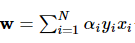 w = ∑_{i=1}^{N} α_i y_i x_i